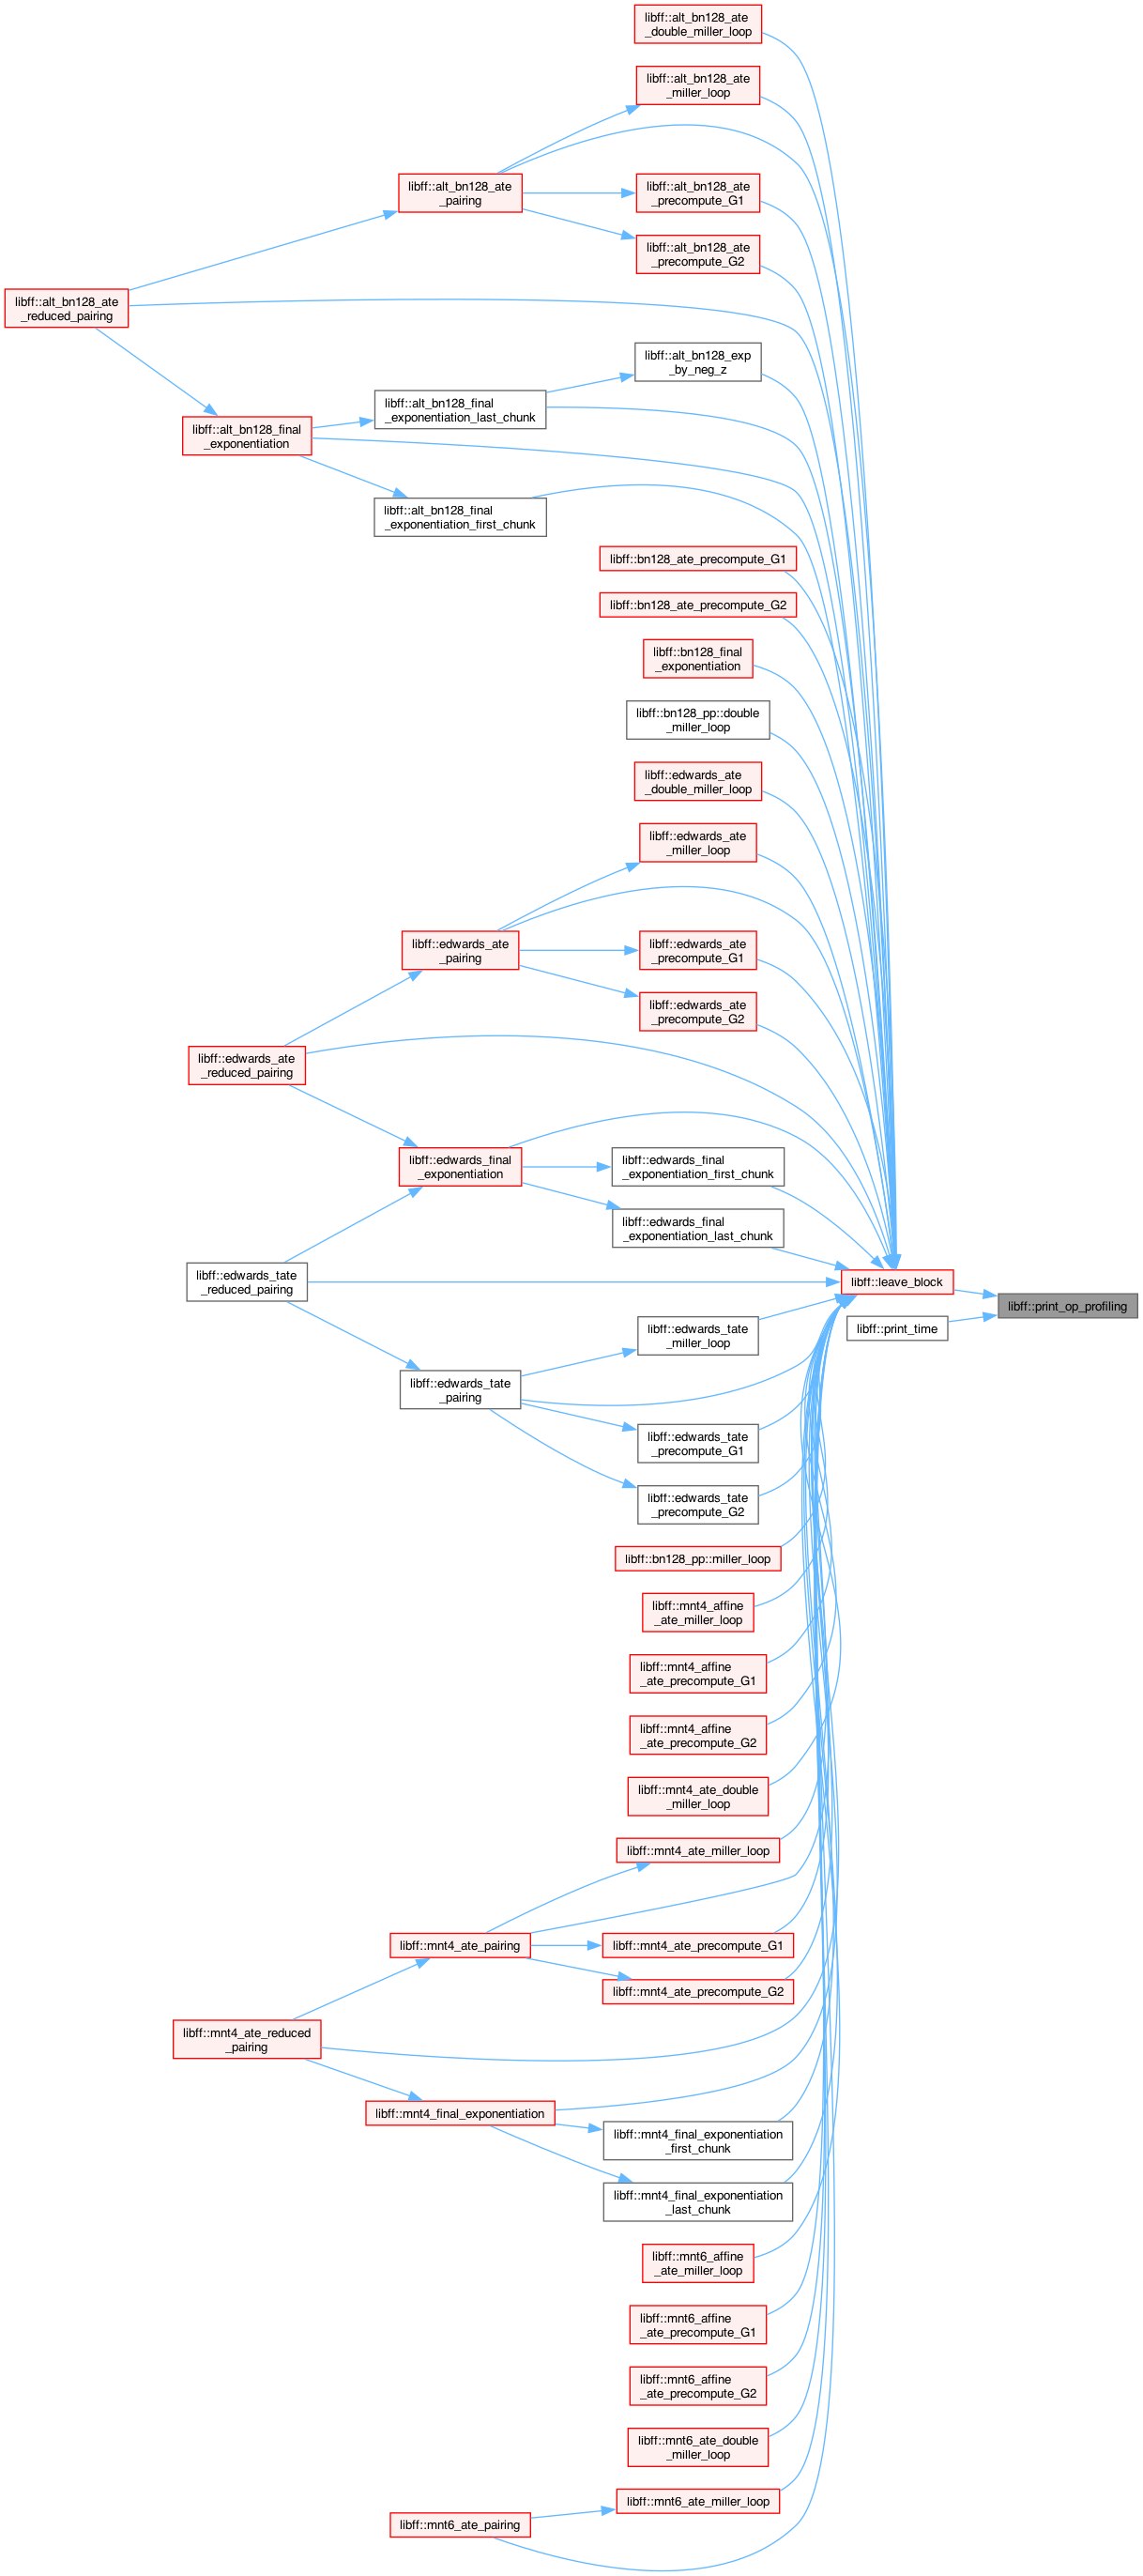 libff::alt_bn128_ate
_double_miller_loop
libff::alt_bn128_ate
_miller_loop
libff::alt_bn128_ate
_pairing
libff::alt_bn128_ate
_precompute_G1
libff::alt_bn128_ate
_precompute_G2
libff::alt_bn128_ate
_reduced_pairing
libff::alt_bn128_exp
_by_neg_z
libff::alt_bn128_final
_exponentiation_last_chunk
libff::alt_bn128_final
_exponentiation
libff::alt_bn128_final
_exponentiation_first_chunk
libff::bn128_ate_precompute_G1
libff::bn128_ate_precompute_G2
libff::bn128_final
_exponentiation
libff::bn128_pp::double
_miller_loop
libff::edwards_ate
_double_miller_loop
libff::edwards_ate
_miller_loop
libff::edwards_ate
_pairing
libff::edwards_ate
_precompute_G1
libff::edwards_ate
_precompute_G2
libff::edwards_ate
_reduced_pairing
libff::edwards_final
_exponentiation
libff::edwards_final
_exponentiation_first_chunk
libff::edwards_final
_exponentiation_last_chunk
libff::edwards_tate
_reduced_pairing
libff::leave_block
libff::print_op_profiling
libff::print_time
libff::edwards_tate
_miller_loop
libff::edwards_tate
_pairing
libff::edwards_tate
_precompute_G1
libff::edwards_tate
_precompute_G2
libff::bn128_pp::miller_loop
libff::mnt4_affine
_ate_miller_loop
libff::mnt4_affine
_ate_precompute_G1
libff::mnt4_affine
_ate_precompute_G2
libff::mnt4_ate_double
_miller_loop
libff::mnt4_ate_miller_loop
libff::mnt4_ate_pairing
libff::mnt4_ate_precompute_G1
libff::mnt4_ate_precompute_G2
libff::mnt4_ate_reduced
_pairing
libff::mnt4_final_exponentiation
libff::mnt4_final_exponentiation
_first_chunk
libff::mnt4_final_exponentiation
_last_chunk
libff::mnt6_affine
_ate_miller_loop
libff::mnt6_affine
_ate_precompute_G1
libff::mnt6_affine
_ate_precompute_G2
libff::mnt6_ate_double
_miller_loop
libff::mnt6_ate_miller_loop
libff::mnt6_ate_pairing